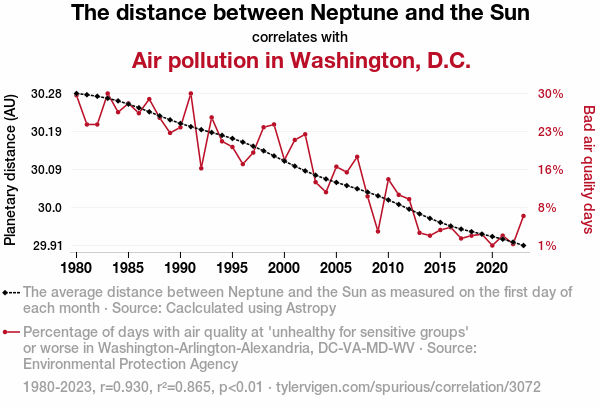 The distance between Neptune and the Sun
correlates with
Air pollution in Washington, D.C.
Planetary distance (AU)
30.28
30.19
30.09
30.0
29.91
30%
23%
16%
8%
1%
Bad air quality days
1980 1985 1990 1995 2000 2005 2010 2015 2020
The average distance between Neptune and the Sun as measured on the first day of
each month · Source: Caclculated using Astropy
Percentage of days with air quality at 'unhealthy for sensitive groups'
or worse in Washington-Arlington-Alexandria, DC-VA-MD-WV · Source:
Environmental Protection Agency
1980-2023, r=0.930, r²=0.865, p<0.01 · tylervigen.com/spurious/correlation/3072